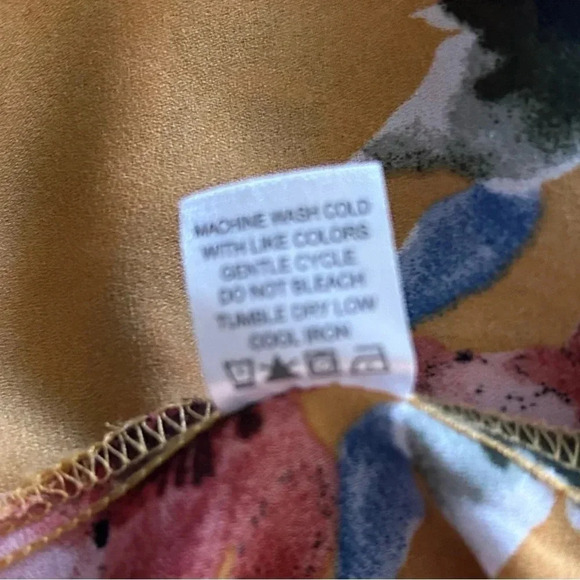 MACHINE WASH COLD
WITH LIKE COLORS
GENTLE CYCLE
DO NOT BLEACH
TUMBLE DRY LOW
COOL IRON